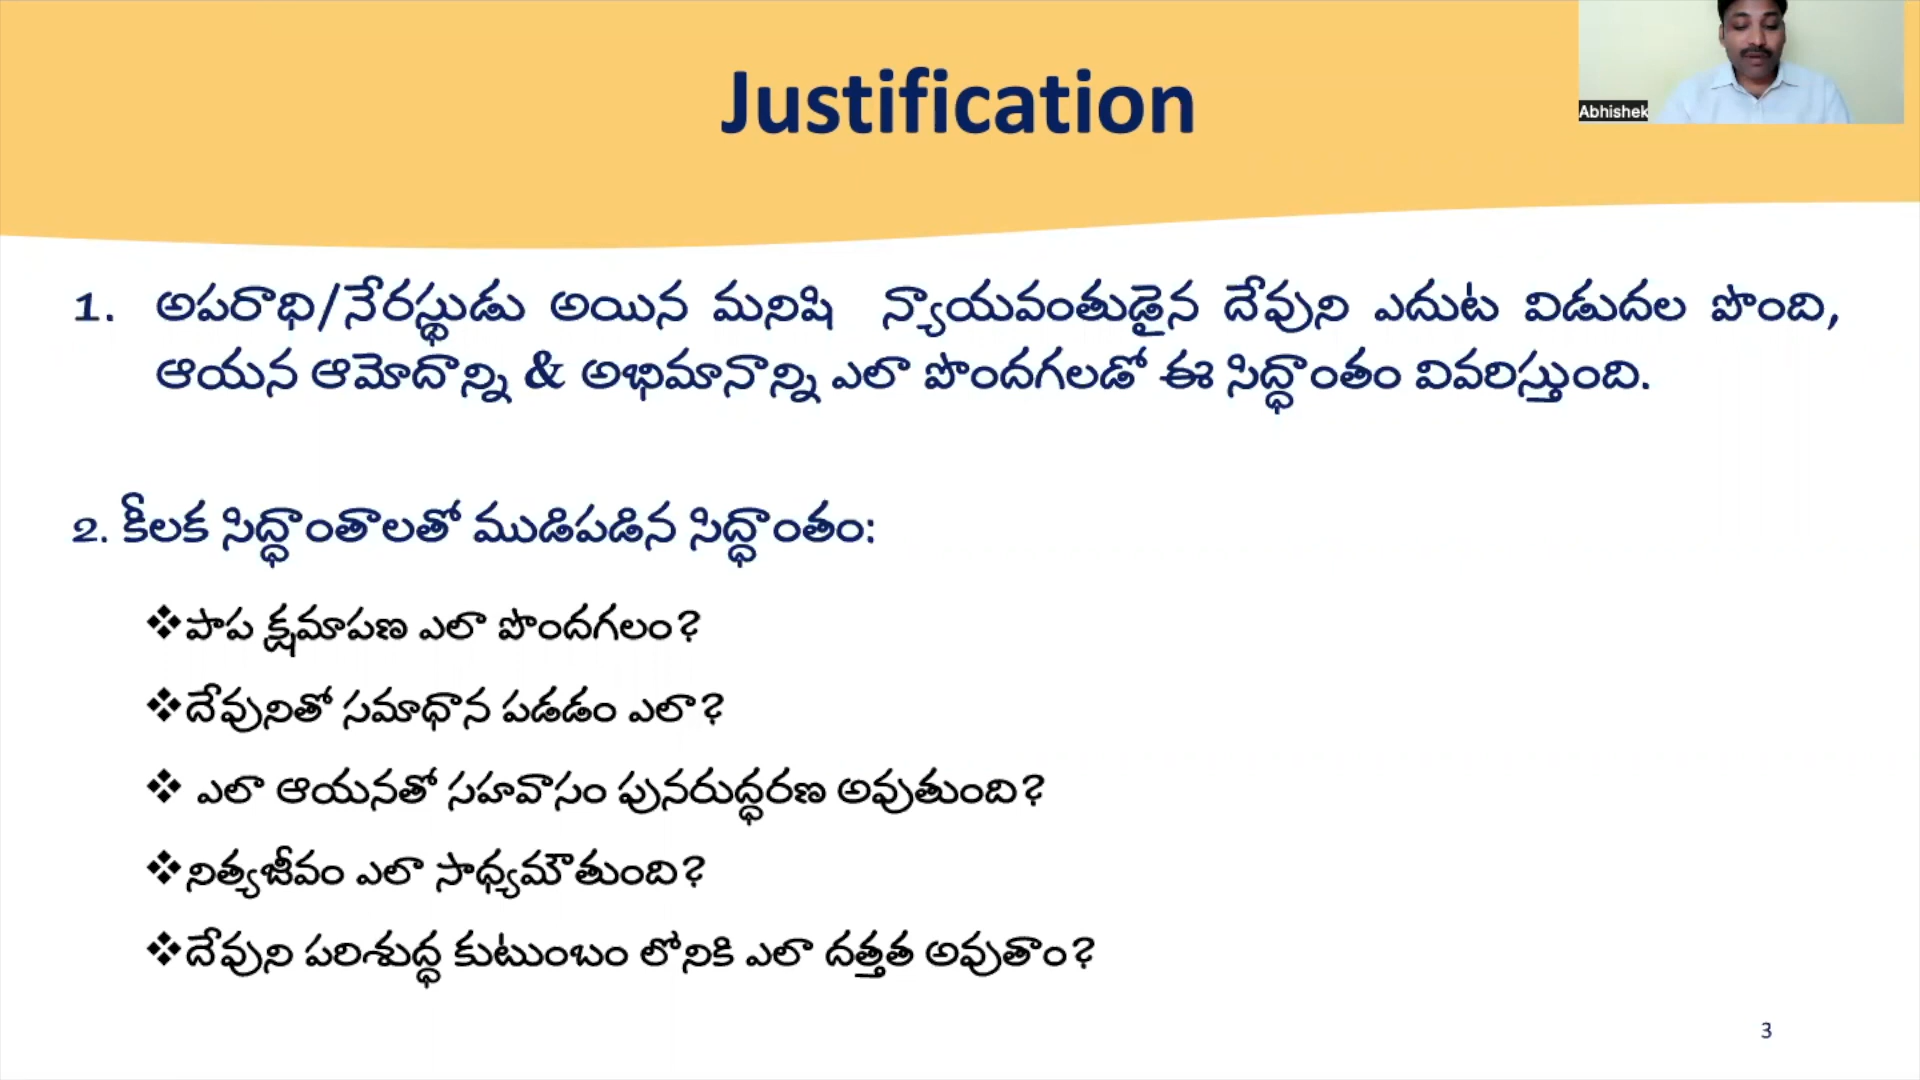 Justification
Abhishek
1. అపరాధి/నేరస్థుడు అయిన మనిషి న్యాయవంతుడైన దేవుని ఎదుట విడుదల పొంది,
ఆయన ఆమోదాన్ని & అభిమానాన్ని ఎలా పొందగలడో ఈ సిద్ధాంతం వివరిస్తుంది.
2. కీలక సిద్ధాంతాలతో ముడిపడిన సిద్ధాంతం:
❖పాప క్షమాపణ ఎలా పొందగలం?
❖దేవునితో సమాధాన పడడం ఎలా?
❖ ఎలా ఆయనతో సహవాసం పునరుద్ధరణ అవుతుంది?
❖నిత్యజీవం ఎలా సాధ్యమౌతుంది?
❖దేవుని పరిశుద్ధ కుటుంబం లోనికి ఎలా దత్తత అవుతాం?
3